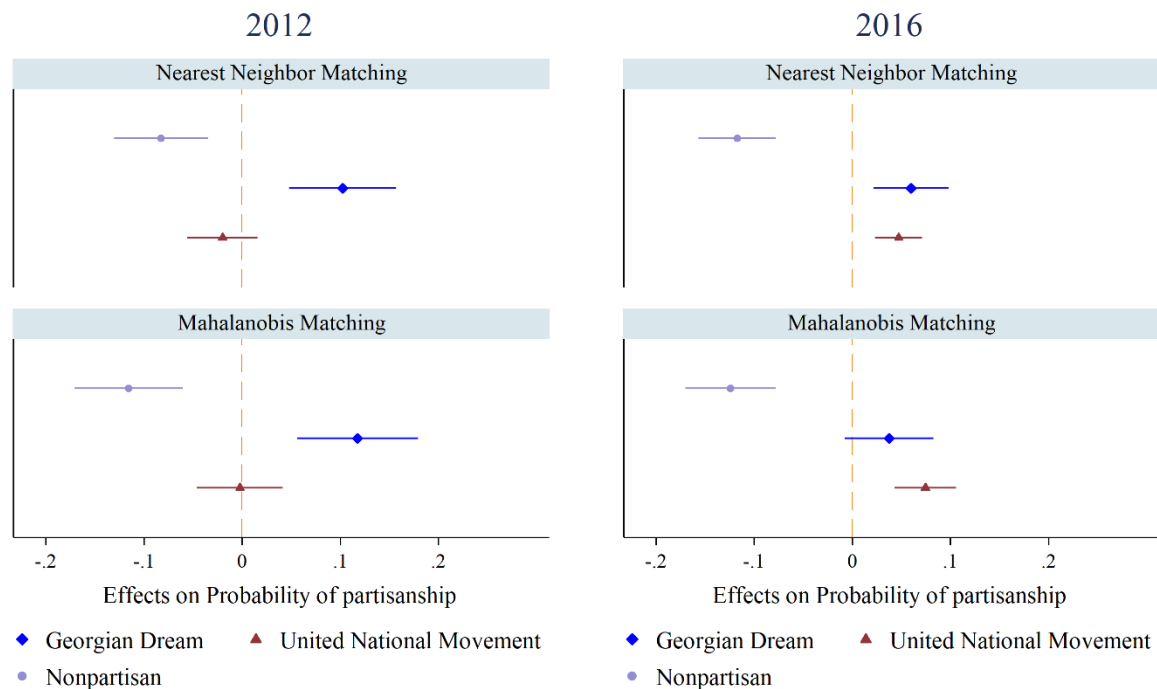 2012
Nearest Neighbor Matching
Mahalanobis Matching
-.2 -.1 0 .1 .2
Effects on Probability of partisanship
Georgian Dream United National Movement
Nonpartisan
2016
Nearest Neighbor Matching
Mahalanobis Matching
-.2 -.1 0 .1 .2
Effects on Probability of partisanship
Georgian Dream United National Movement
Nonpartisan